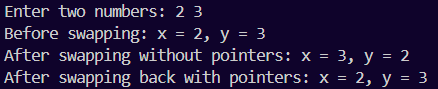 Enter two numbers: 2 3
Before swapping: x = 2, y = 3
After swapping without pointers: x = 3, y = 2
After swapping back with pointers: x = 2, y = 3